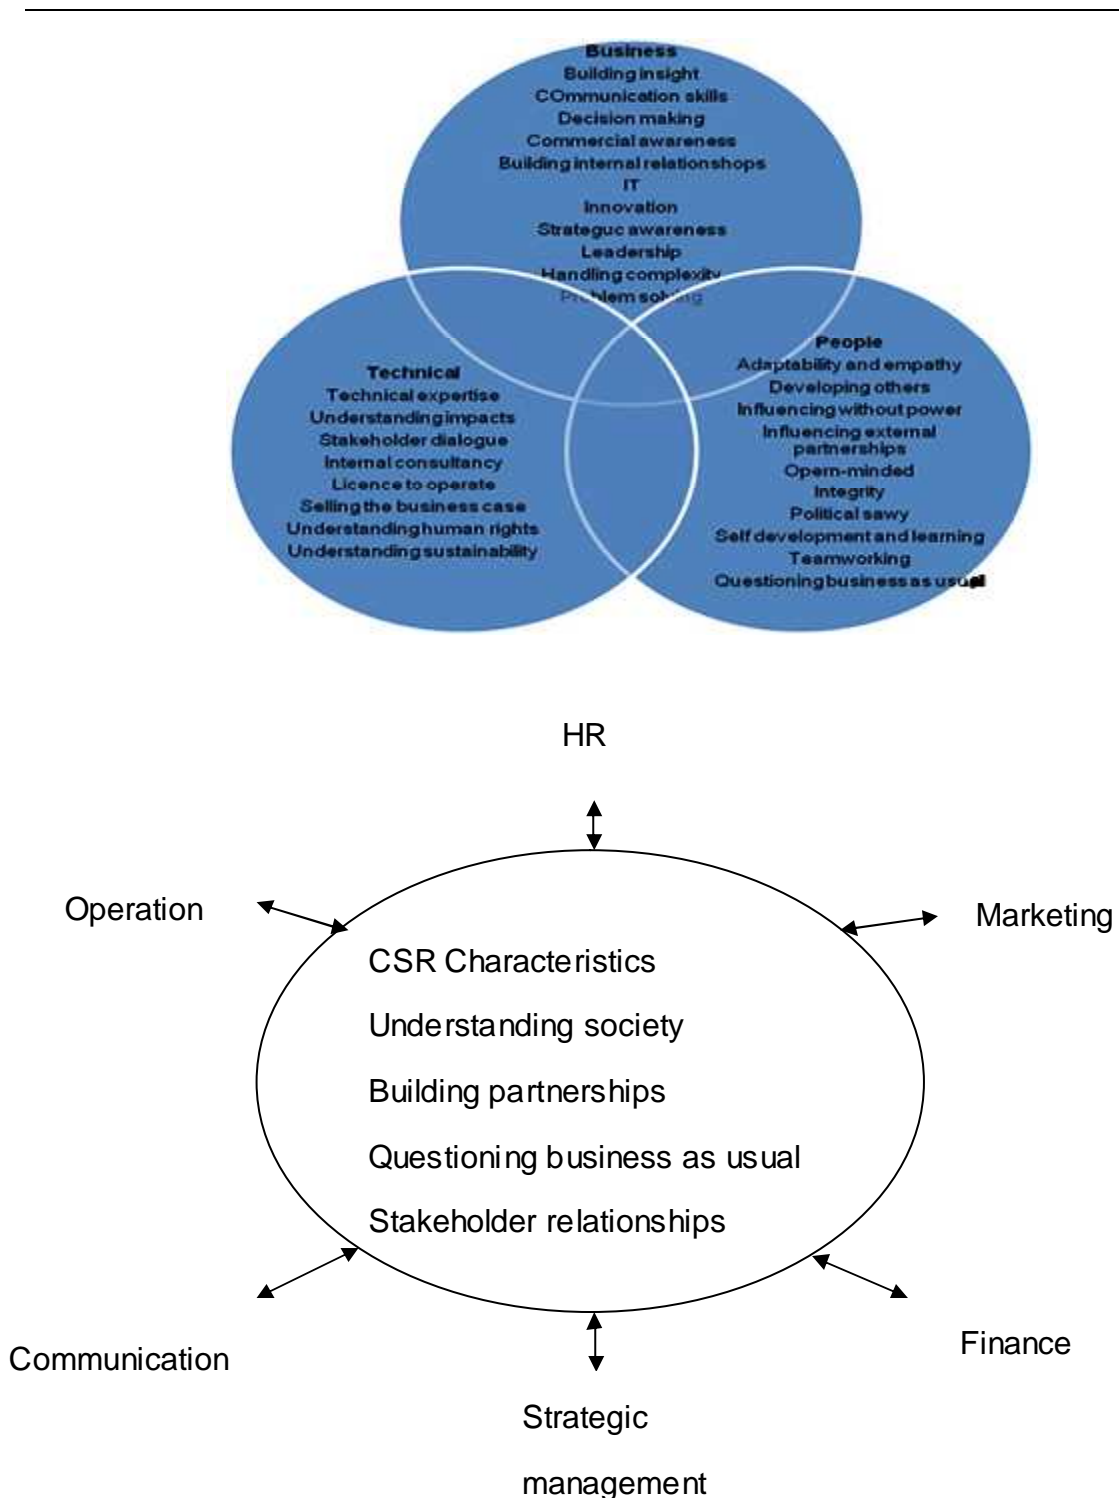 Business
Building insight
COmmunication skills
Decision making
Commercial awareness
Building internal relationshops
IT
Innovation
Strateguc awareness
Leadership
Handling complexity
Problem solving
Technical
Technical expertise
Understanding impacts
Stakeholder dialogue
Internal consultancy
Licence to operate
Selling the business case
Understanding human rights
Understanding sustainability
People
Adaptability and empathy
Developing others
Influencing without power
Influencing external
partnerships
Opern-minded
Integrity
Political sawy
Self development and learning
Teamworking
Questioning business as usual
HR
Operation
Marketing
CSR Characteristics
Understanding society
Building partnerships
Questioning business as usual
Stakeholder relationships
Communication
Finance
Strategic
management